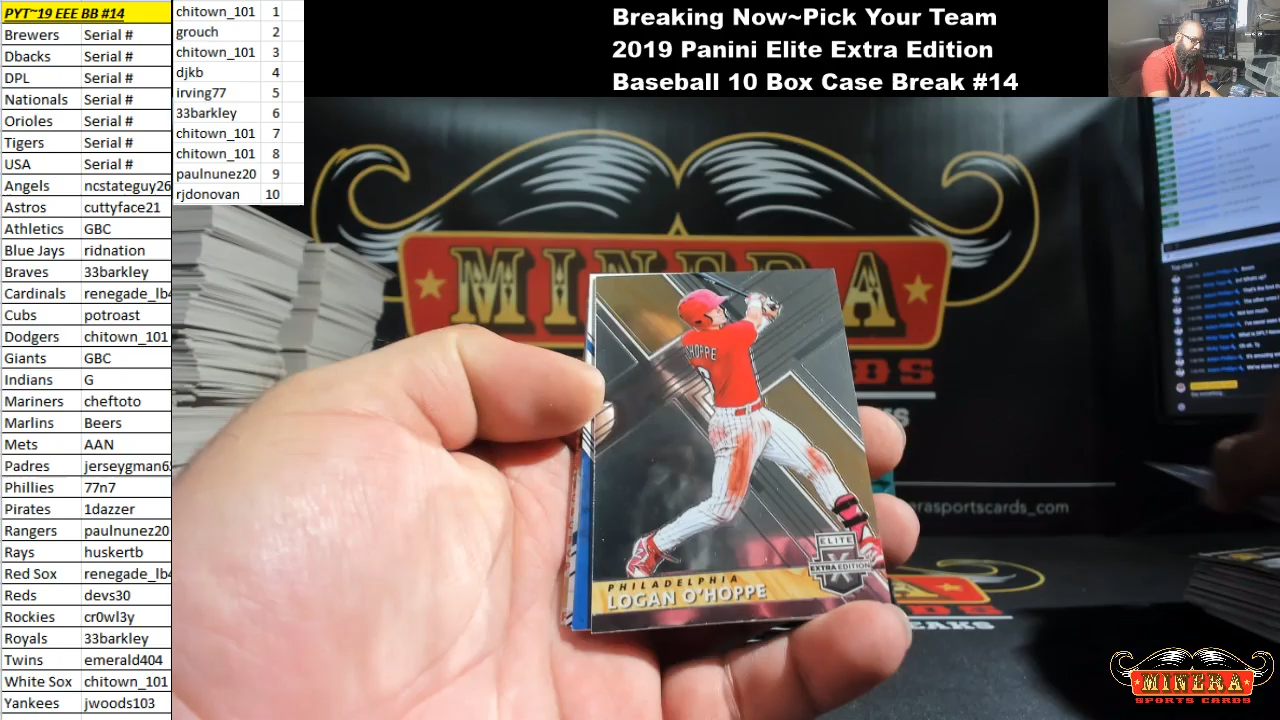 PYT~19 EEE BB #14
Brewers Serial #
Dbacks Serial #
DPL Serial #
Nationals Serial #
Orioles Serial #
Tigers Serial #
USA Serial #
Angels ncstateguy26
Astros cuttyface21
Athletics GBC
Blue Jays ridnation
Braves 33barkley
Cardinals renegade_lb4
Cubs potroast
Dodgers chitown_101
Giants GBC
Indians G
Mariners cheftoto
Marlins Beers
Mets AAN
Padres jerseygman6
Phillies 77n7
Pirates 1dazzer
Rangers paulnunez20
Rays huskertb
Red Sox renegade_lb4
Reds devs30
Rockies cr0wl3y
Royals 33barkley
Twins emerald404
White Sox chitown_101
Yankees jwoods103
chitown_101 1
grouch 2
chitown_101 3
djkb 4
irving77 5
33barkley 6
chitown_101 7
chitown_101 8
paulnunez20 9
rjdonovan 10
Breaking Now~Pick Your Team
2019 Panini Elite Extra Edition
Baseball 10 Box Case Break #14
MINERA
DS
erasportscards_com
HOPPE
ELITE
X
EXTRA EDITION
PHILADELPHIA
LOGAN O'HOPPE
MINERA
SPORTS CARDS